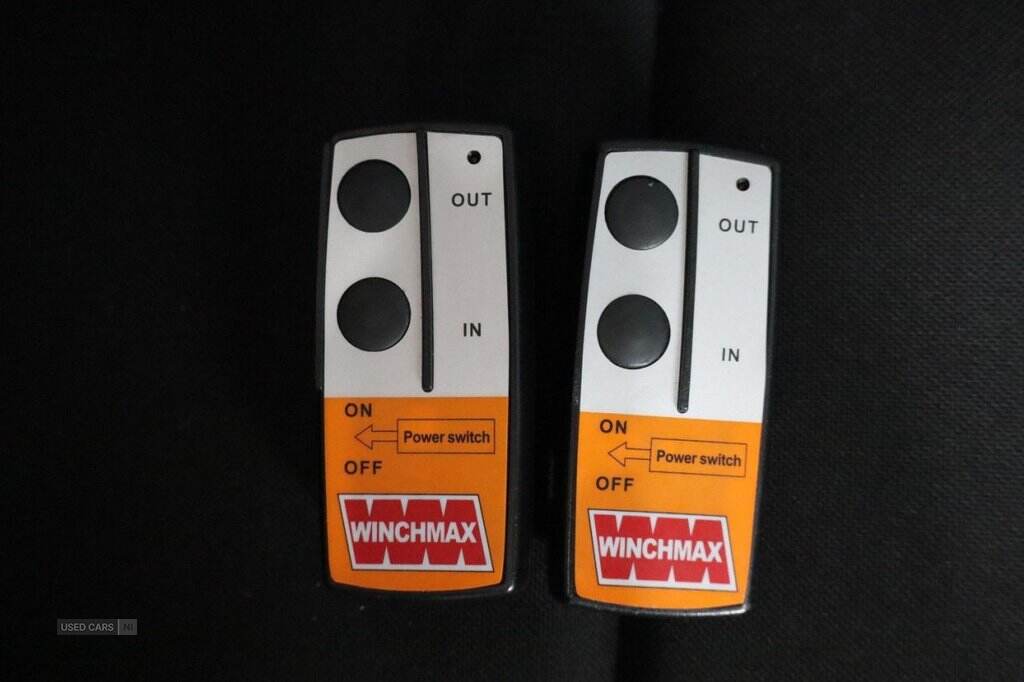 OUT
IN
ON
Power switch
OFF
WINCHMAX
OUT
IN
ON
Power switch
OFF
WINCHMAX
USED CARS NI